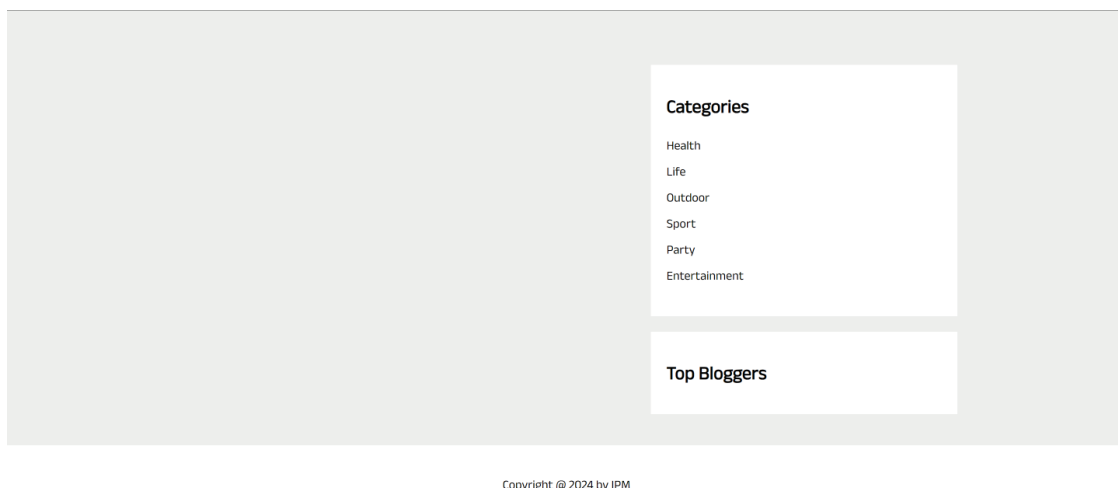 Categories
Health
Life
Outdoor
Sport
Party
Entertainment
Top Bloggers
Copyright @ 2024 by IPM